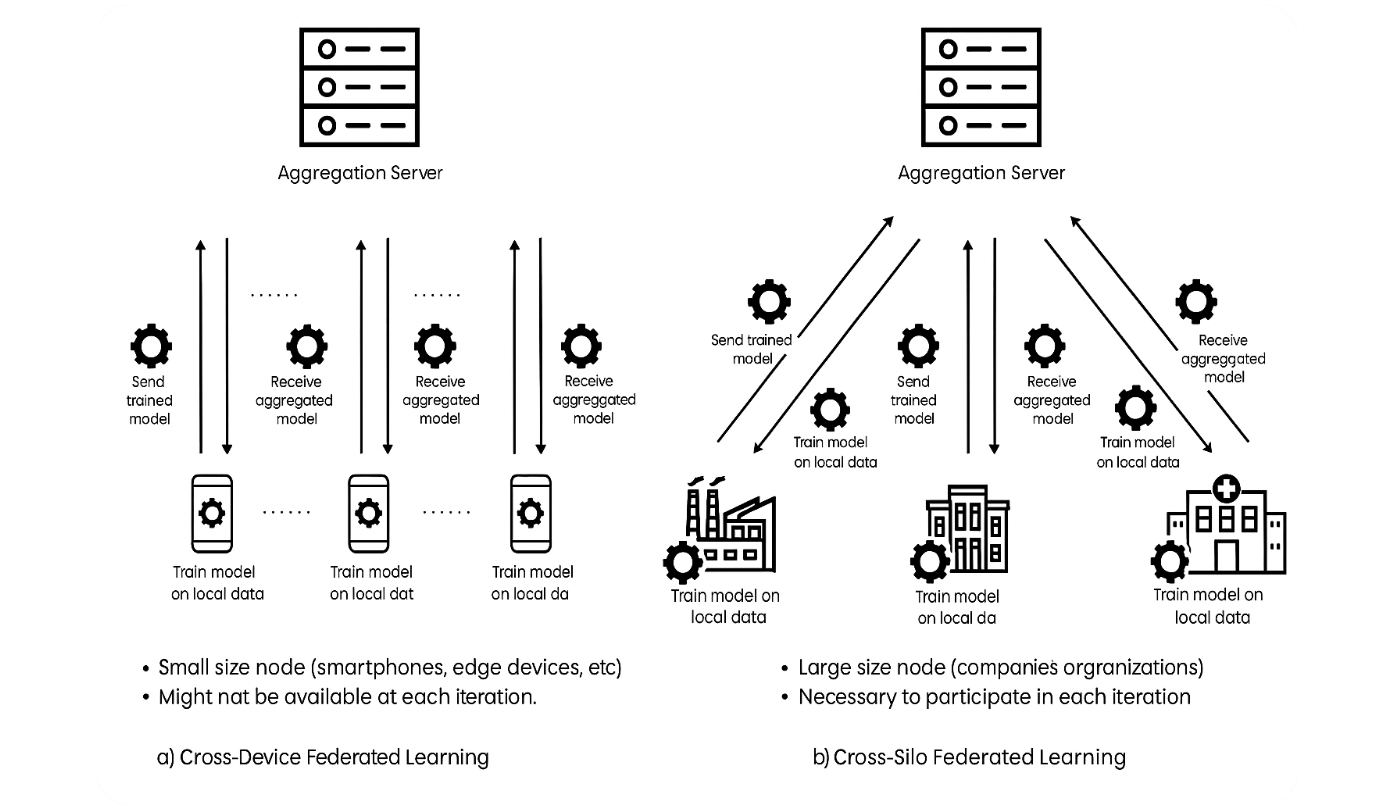 Aggregation Server
......
......
Send
trained
model
Receive
aggregated
model
Receive
aggregated
model
Receive
aggreggated
model
......
......
Train model
on local data
Train model
on local dat
Train model
on local da
• Small size node (smartphones, edge devices, etc)
• Might nat be available at each iteration.
a) Cross-Device Federated Learning
Aggregation Server
Send trained
model
Train model
on local data
Send
trained
model
Receive
aggregated
model
Train model
on local data
Receive
aggreggated
model
Train model on
local data
Train model
on local da
Train model on
local data
• Large size node (companies orgranizations)
• Necessary to participate in each iteration
b) Cross-Silo Federated Learning